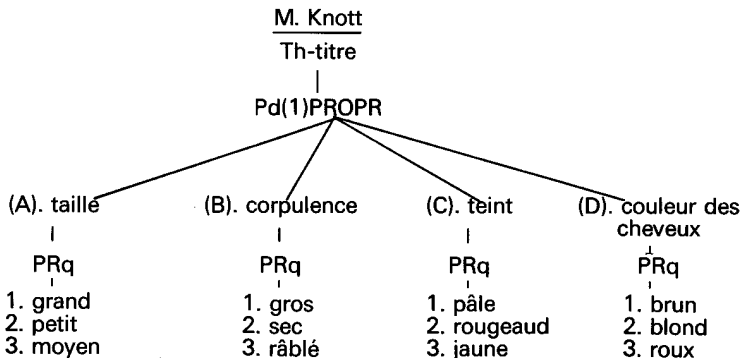 M. Knott
Th-titre
Pd(1)PROPR
(A). taille
(B). corpulence
(C). teint
(D). couleur des
cheveux
PRq
PRq
PRq
PRq
1. grand
2. petit
3. moyen
1. gros
2. sec
3. râblé
1. pâle
2. rougeaud
3. jaune
1. brun
2. blond
3. roux